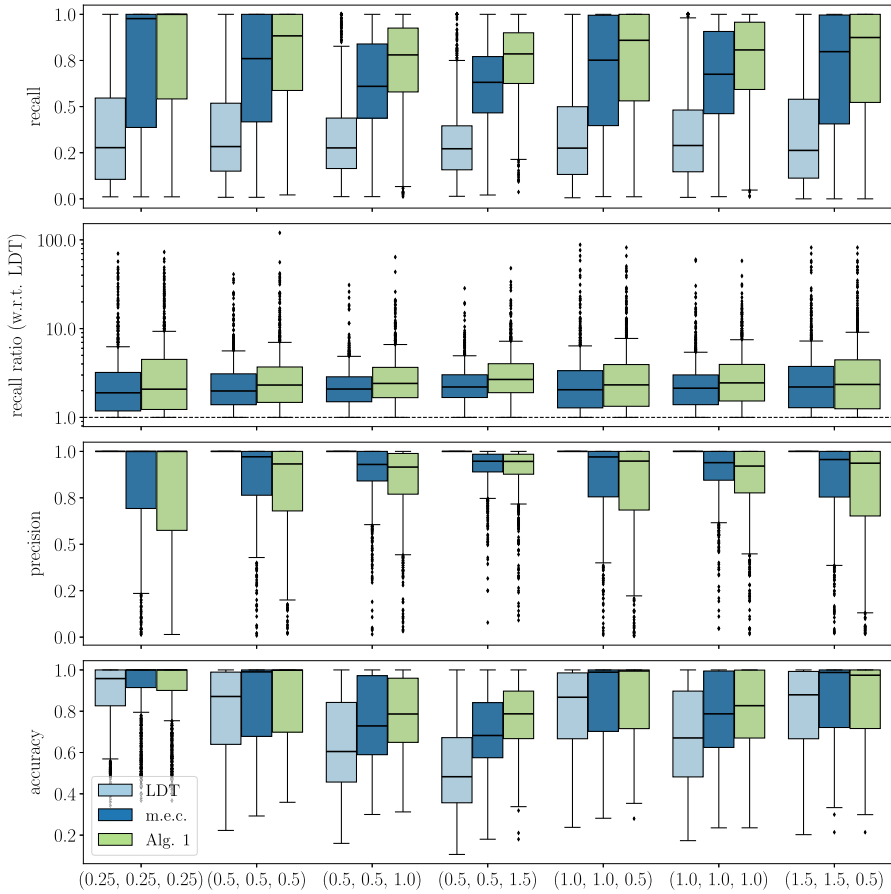 1.0
0.8
0.5
0.2
0.0
recall
100.0
10.0
1.0
recall ratio (w.r.t. LDT)
1.0
0.8
0.5
0.2
0.0
precision
1.0
0.8
0.6
0.4
0.2
accuracy
LDT
m.e.c.
Alg. 1
(0.25, 0.25, 0.25) (0.5, 0.5, 0.5) (0.5, 0.5, 1.0) (0.5, 0.5, 1.5) (1.0, 1.0, 0.5) (1.0, 1.0, 1.0) (1.5, 1.5, 0.5)